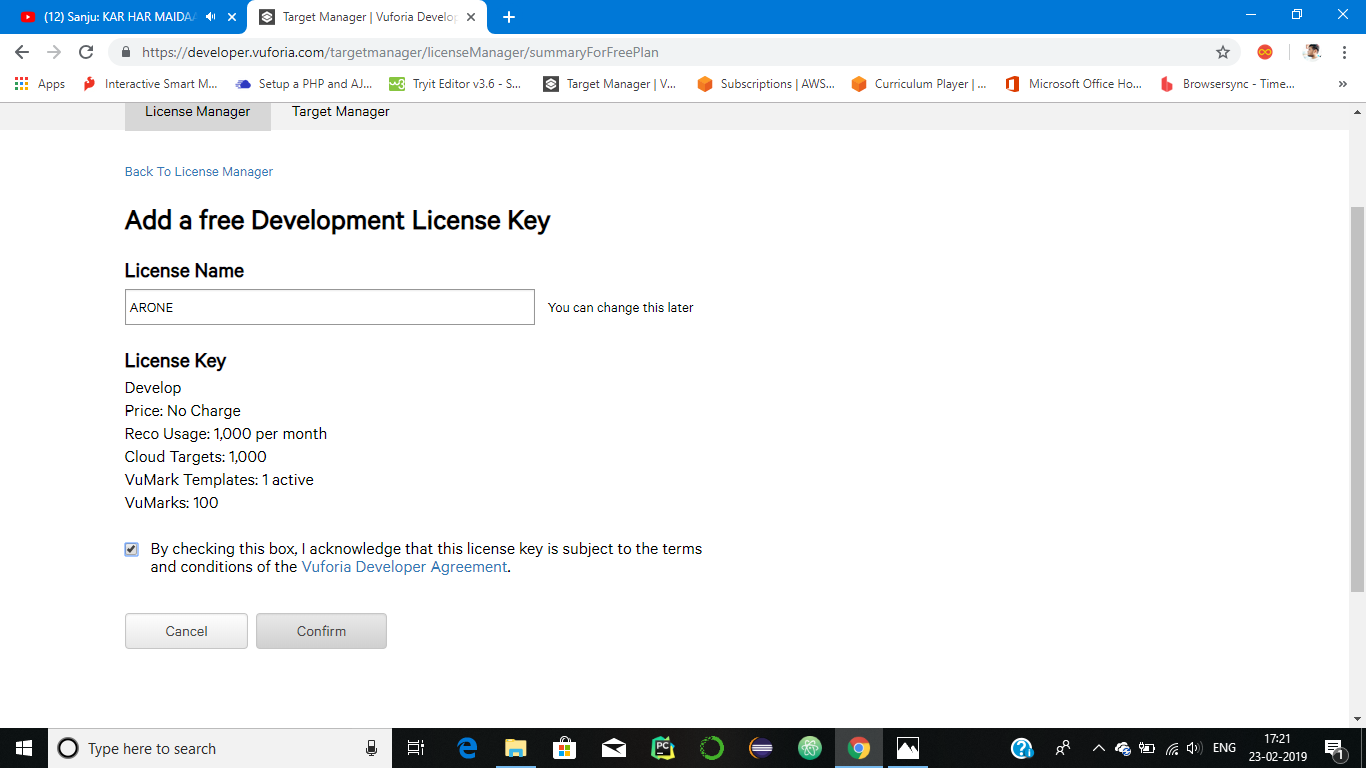 (12) Sanju: KAR HAR MAIDA
Target Manager | Vuforia Develop
https://developer.vuforia.com/targetmanager/licenseManager/summaryForFreePlan
Apps
Interactive Smart M...
Setup a PHP and AJ...
Tryit Editor v3.6 - S...
Target Manager | V...
Subscriptions | AWS...
Curriculum Player | ...
Microsoft Office Ho...
Browsersync - Time...
»
License Manager
Target Manager
Back To License Manager
Add a free Development License Key
License Name
ARONE
You can change this later
License Key
Develop
Price: No Charge
Reco Usage: 1,000 per month
Cloud Targets: 1,000
VuMark Templates: 1 active
VuMarks: 100
By checking this box, I acknowledge that this license key is subject to the terms
and conditions of the Vuforia Developer Agreement.
Cancel
Confirm
Type here to search
PC
ENG
17:21
23-02-2019
1